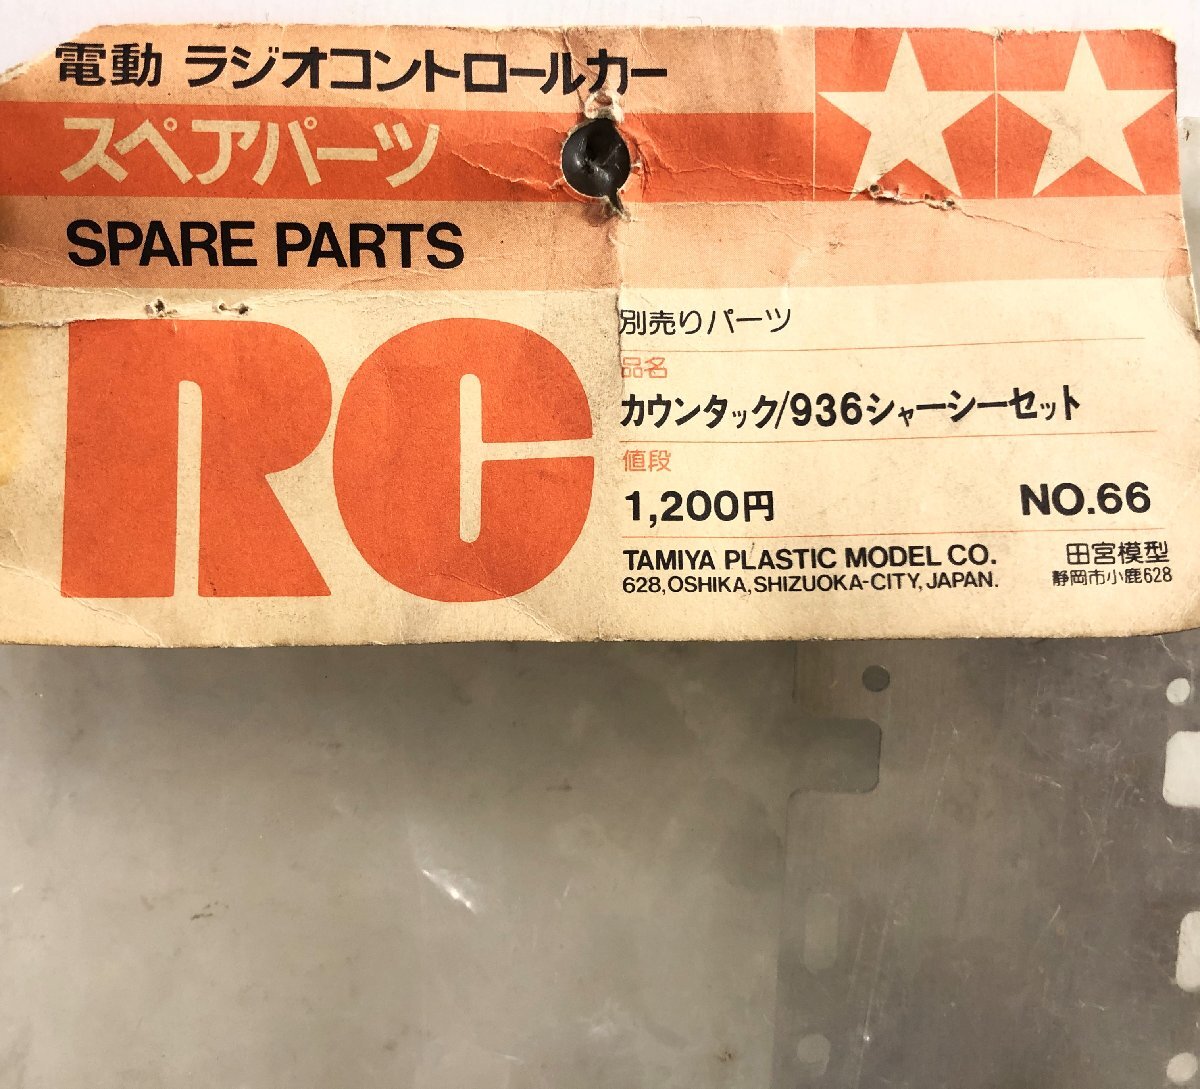 電動 ラジオコントロールカー
スペアパーツ
SPARE PARTS
RC
別売りパーツ
品名
カウンタック/936シャーシーセット
値段
1,200円
NO.66
TAMIYA PLASTIC MODEL CO.
628,OSHIKA,SHIZUOKA-CITY,JAPAN.
田宮模型
静岡市小鹿628